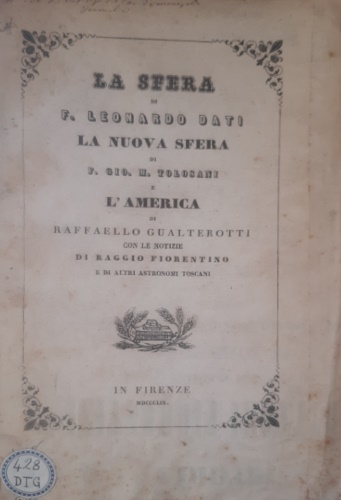 LA SFERA
DI
F. LEONARDO DATI
LA NUOVA SFERA
DI
F. GIO. M. TOLOSANI
E
L'AMERICA
DI
RAFFAELLO GUALTEROTTI
CON LE NOTIZIE
DI RAGGIO FIORENTINO
E DI ALTRI ASTRONOMI TOSCANI
IN FIRENZE
MDCCCLIX.
428
DTG